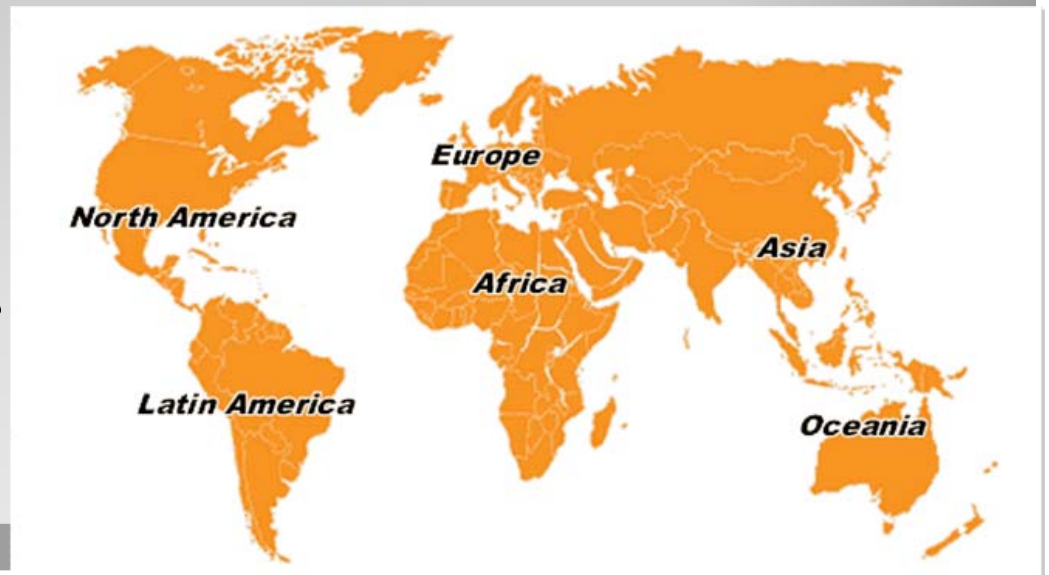 Europe
North America
Asia
Africa
Latin America
Oceania